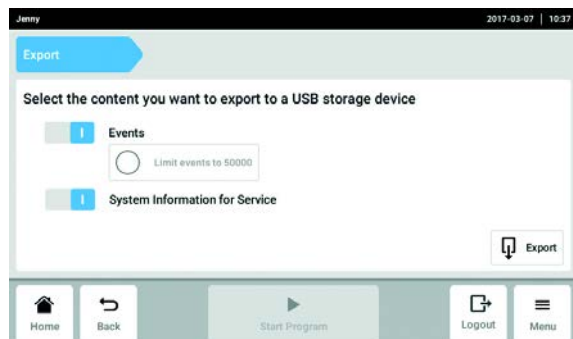 Jenny 2017-03-07 | 10:37
Export
Select the content you want to export to a USB storage device
I Events
Limit events to 50000
I System Information for Service
Export
Home Back Start Program Logout Menu